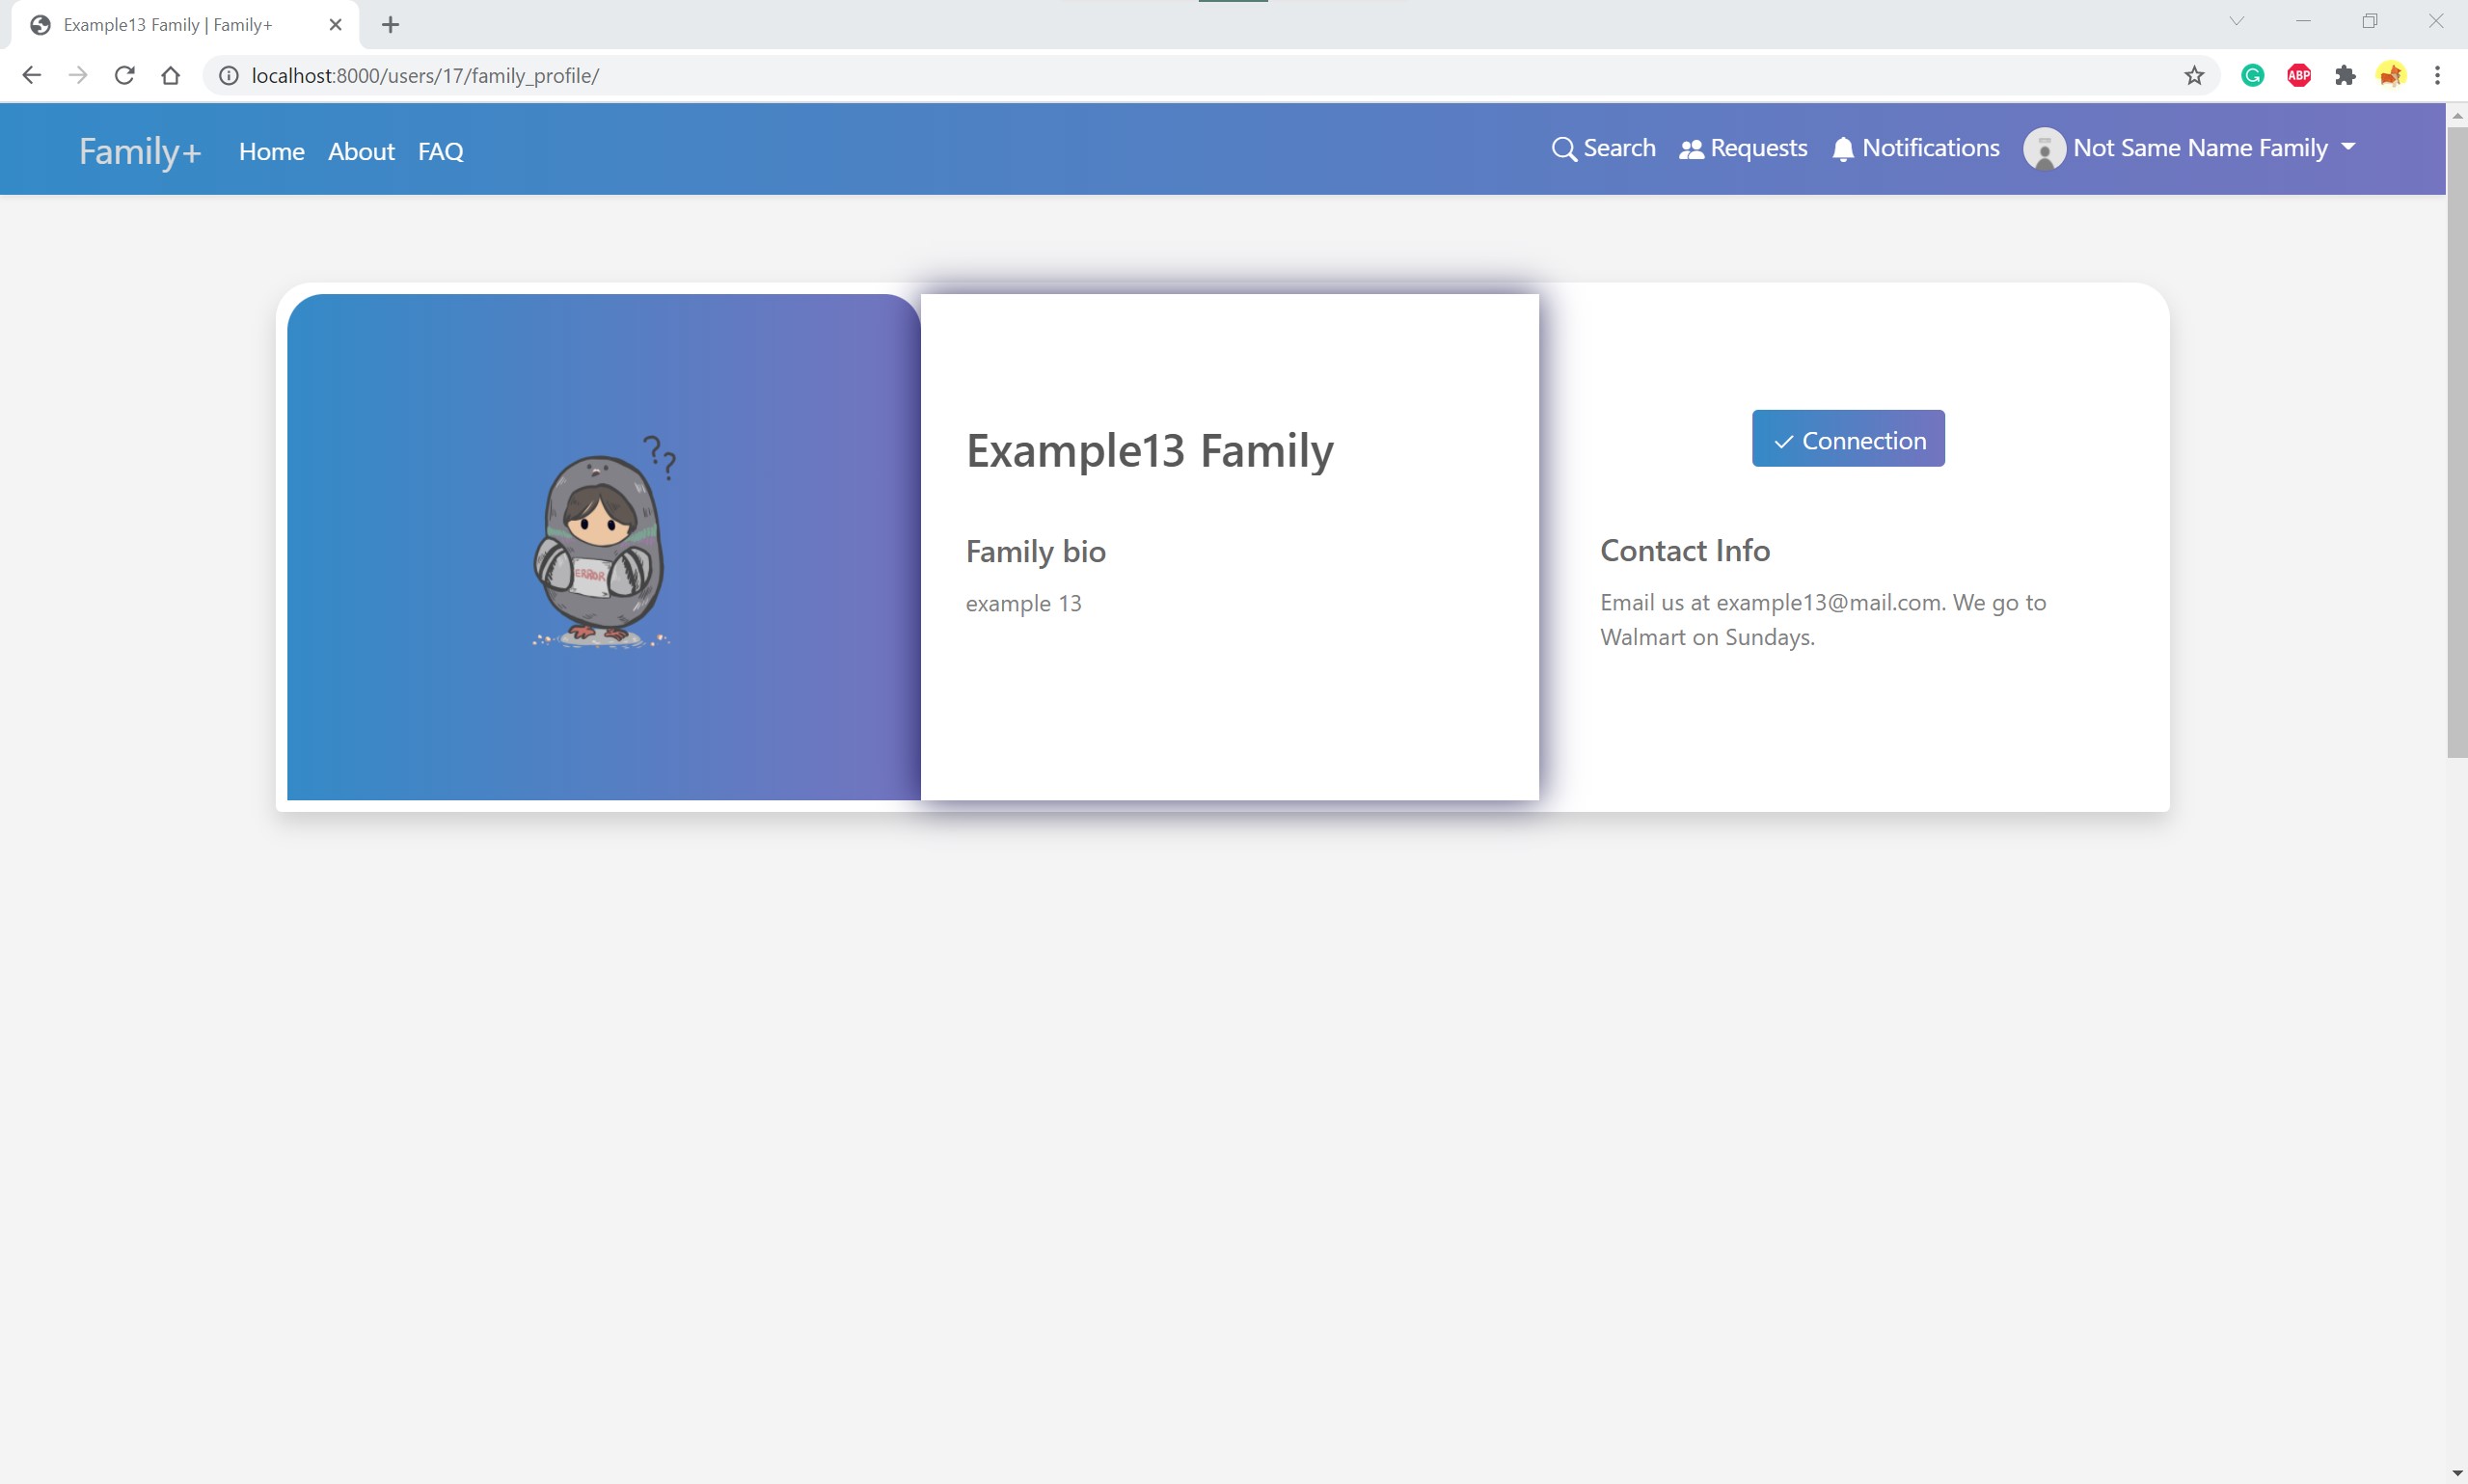 Example13 Family | Family+
localhost:8000/users/17/family_profile/
ABP
Family+ Home About FAQ Search Requests Notifications Not Same Name Family
??
ERROR
Example13 Family
Family bio
example 13
Connection
Contact Info
Email us at example13@mail.com. We go to
Walmart on Sundays.